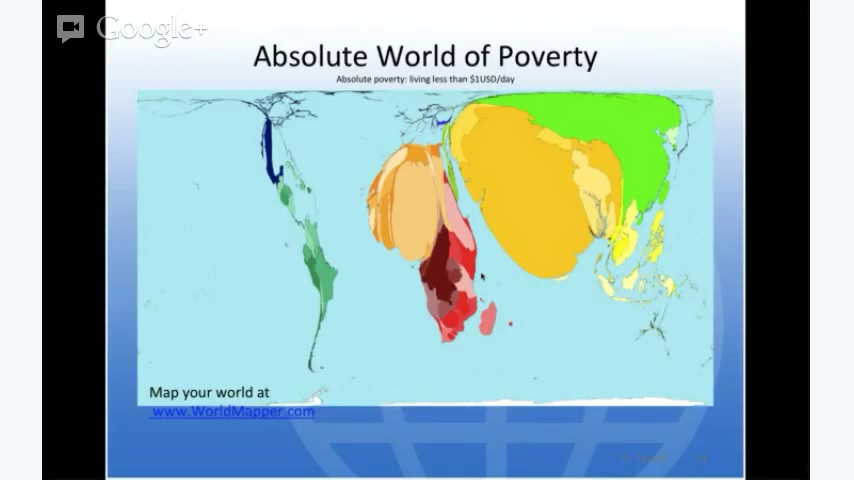 Google+
Absolute World of Poverty
Absolute poverty: living less than $1USD/day
Map your world at
www.WorldMapper.com